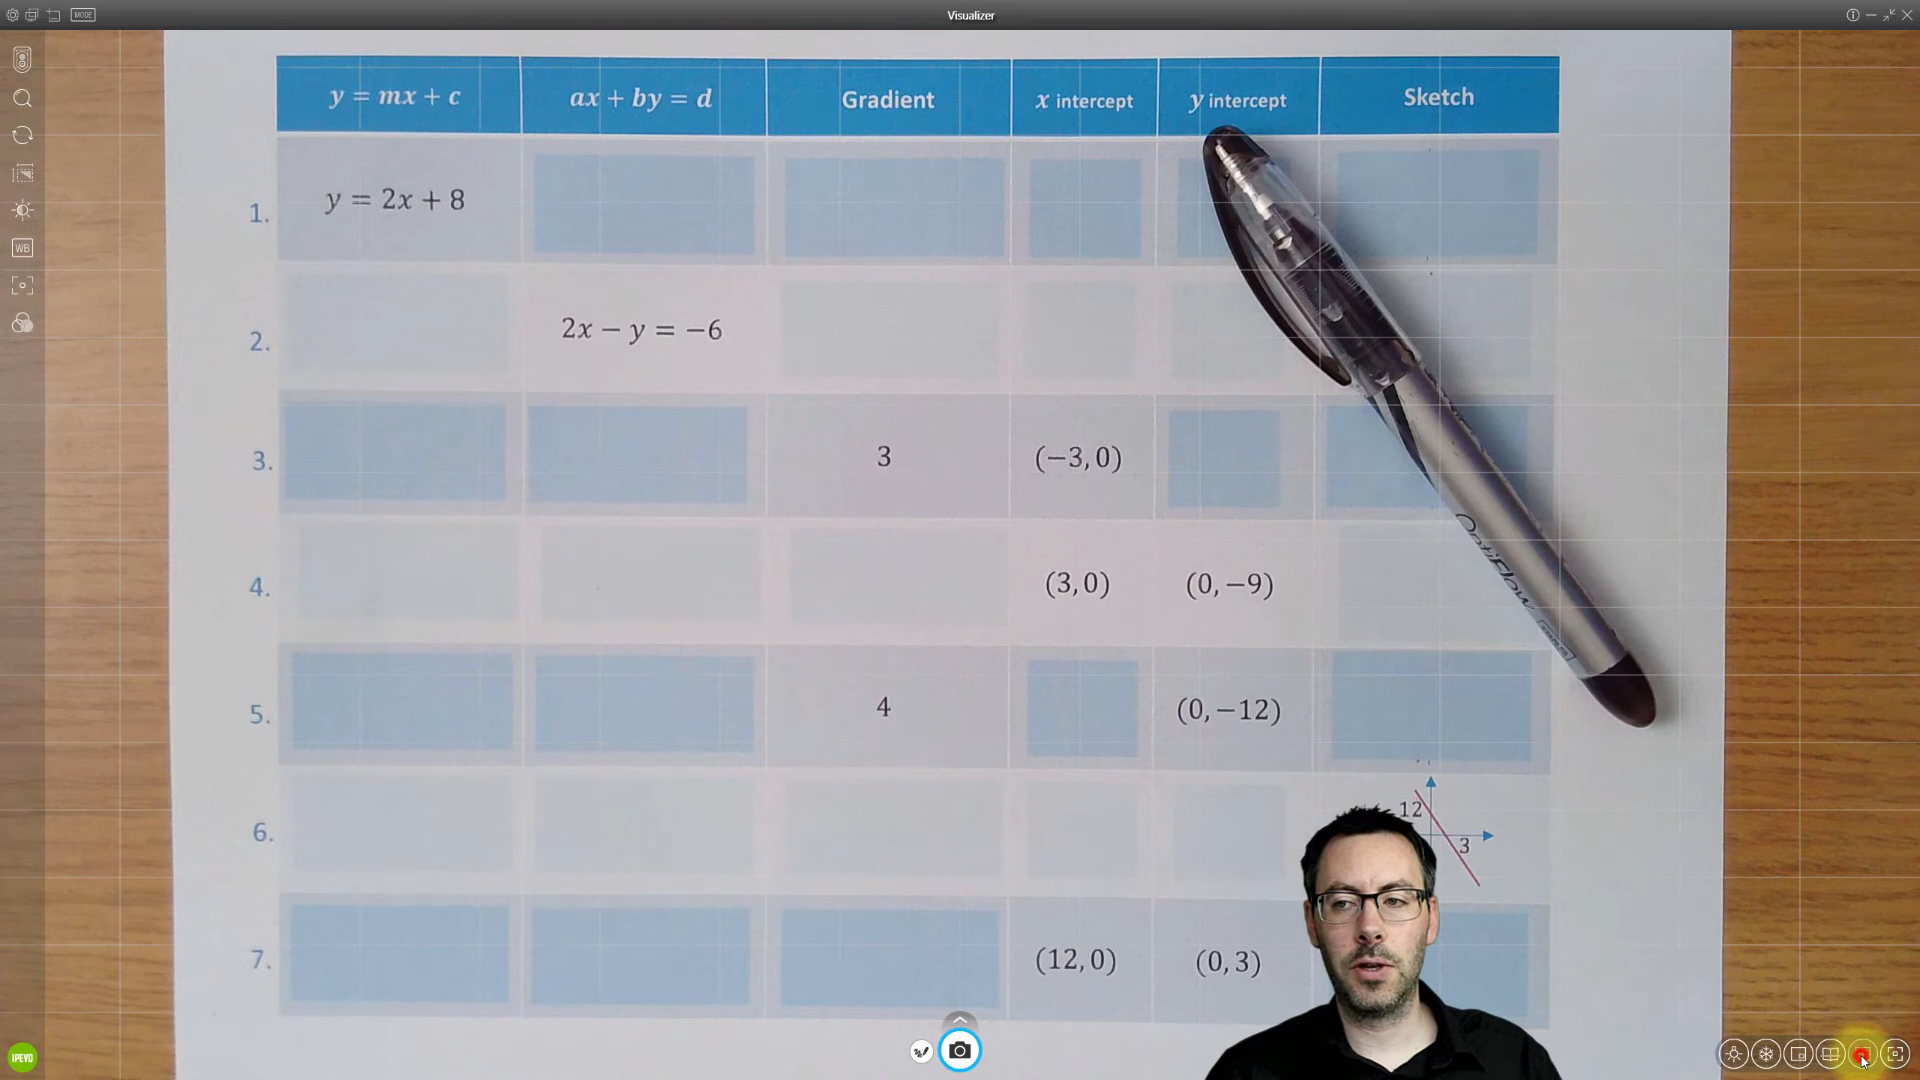 MODE
Visualizer
y = mx + c ax + by = d Gradient x intercept y intercept Sketch
1. y = 2x + 8
2. 2x − y = −6
3. 3 (−3, 0)
4. (3, 0) (0, −9)
5. 4 (0, −12)
6. 12
3
7. (12, 0) (0, 3)
OptiFlow
WB
IPEVO